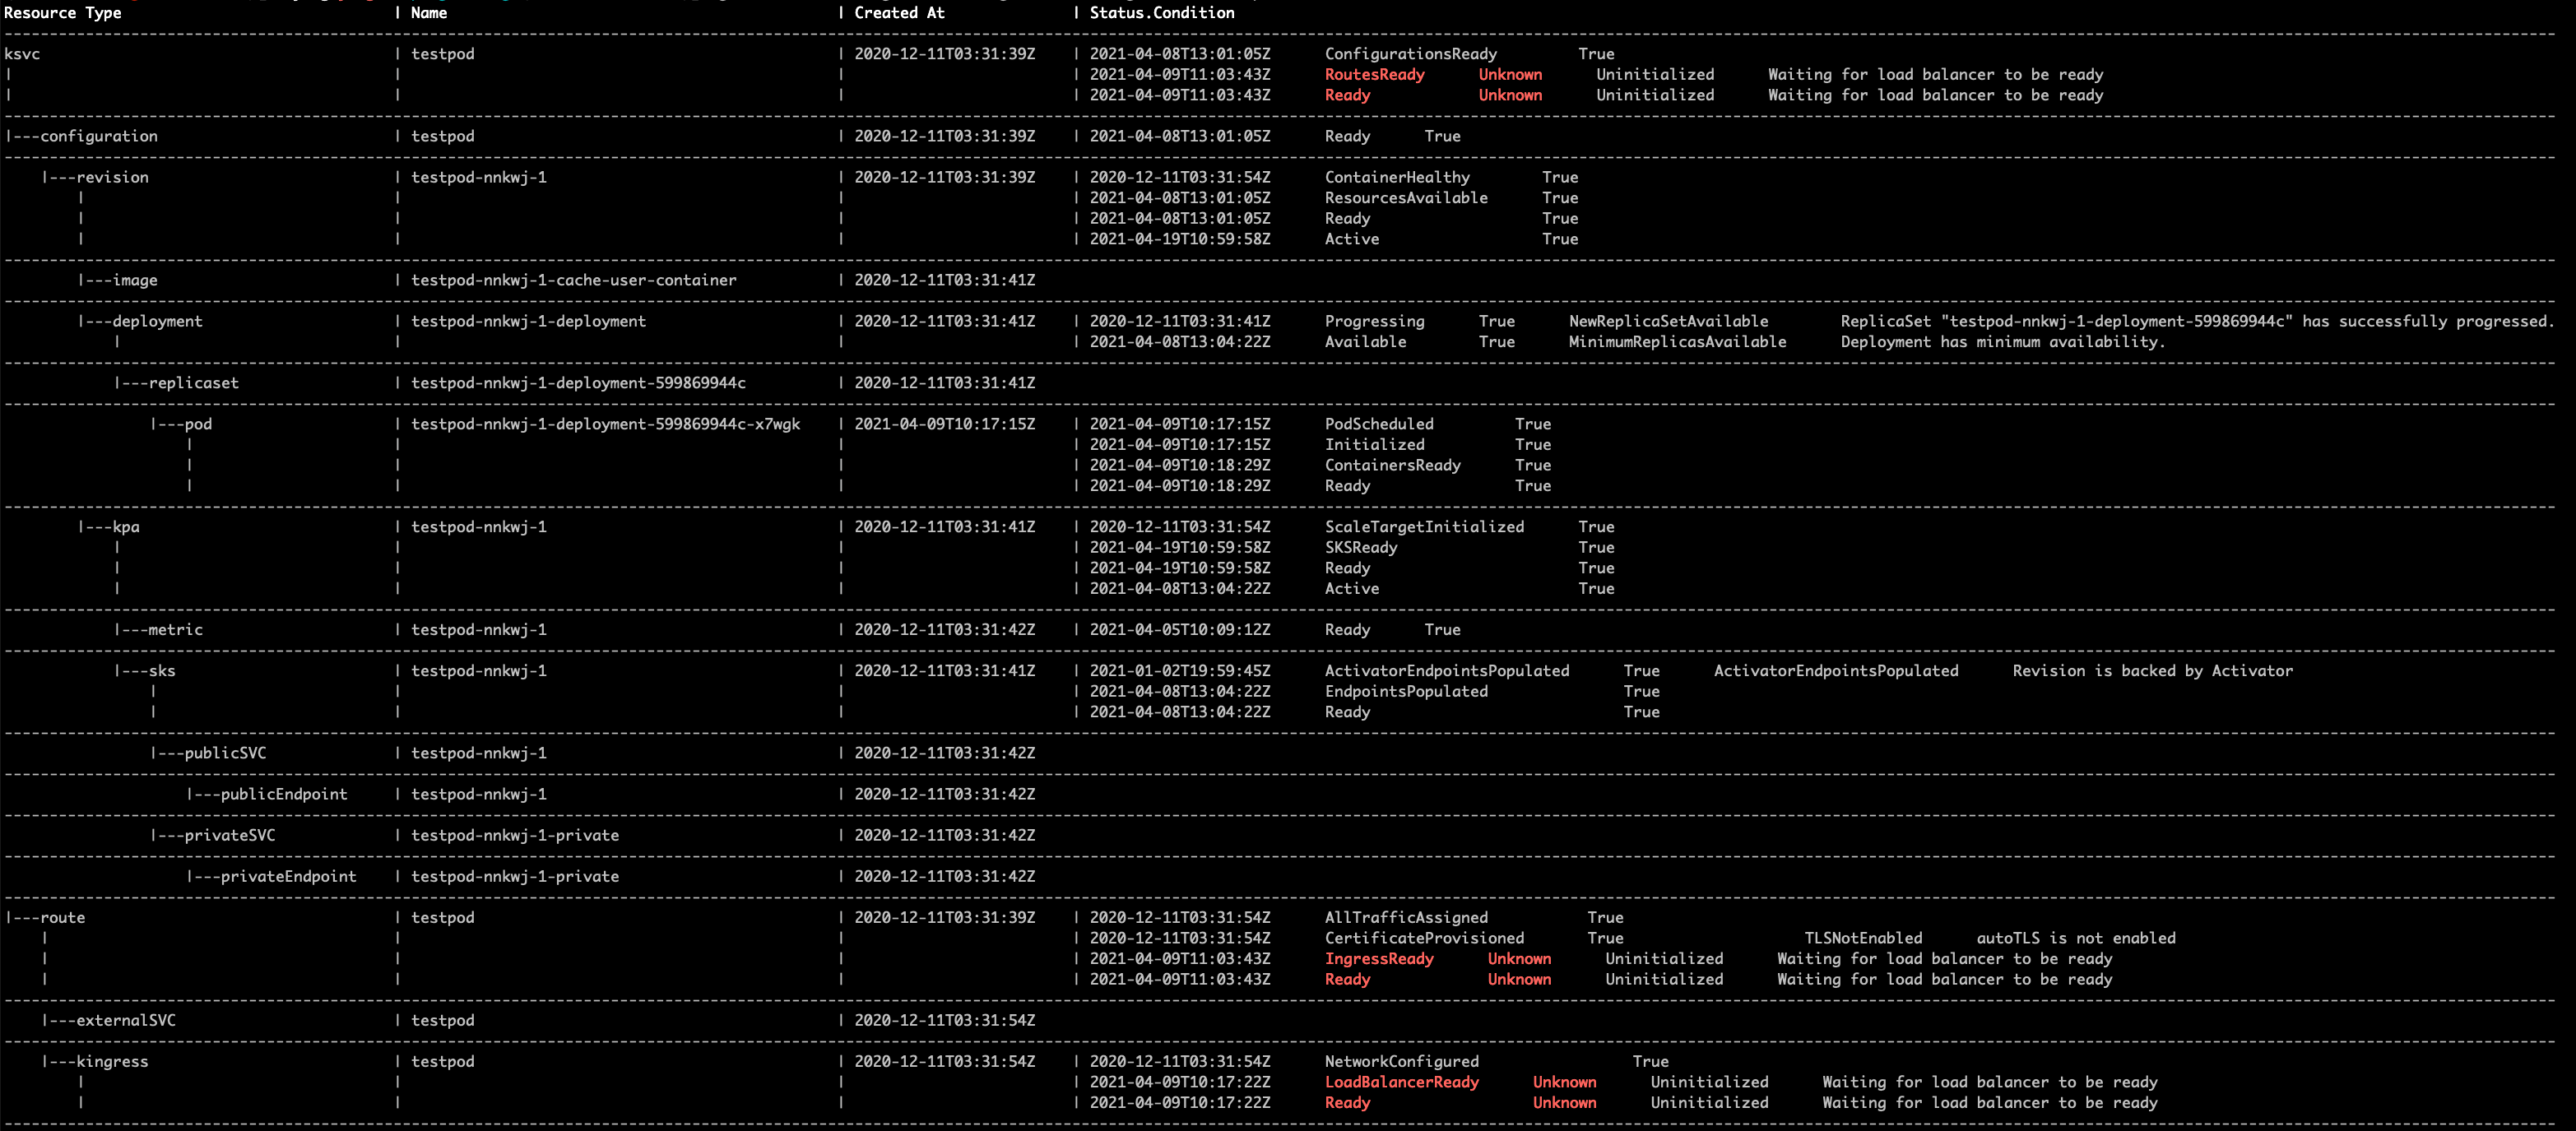 Resource Type | Name | Created At | Status.Condition
ksvc | testpod | 2020-12-11T03:31:39Z | 2021-04-08T13:01:05Z ConfigurationsReady True
| | | | 2021-04-09T11:03:43Z RoutesReady Unknown Uninitialized Waiting for load balancer to be ready
| | | | 2021-04-09T11:03:43Z Ready Unknown Uninitialized Waiting for load balancer to be ready
|---configuration | testpod | 2020-12-11T03:31:39Z | 2021-04-08T13:01:05Z Ready True
|---revision | testpod-nnkwj-1 | 2020-12-11T03:31:39Z | 2020-12-11T03:31:54Z ContainerHealthy True
| | | | 2021-04-08T13:01:05Z ResourcesAvailable True
| | | | 2021-04-08T13:01:05Z Ready True
| | | | 2021-04-19T10:59:58Z Active True
|---image | testpod-nnkwj-1-cache-user-container | 2020-12-11T03:31:41Z
|---deployment | testpod-nnkwj-1-deployment | 2020-12-11T03:31:41Z | 2020-12-11T03:31:41Z Progressing True NewReplicaSetAvailable ReplicaSet "testpod-nnkwj-1-deployment-599869944c" has successfully progressed.
| | | | 2021-04-08T13:04:22Z Available True MinimumReplicasAvailable Deployment has minimum availability.
|---replicaset | testpod-nnkwj-1-deployment-599869944c | 2020-12-11T03:31:41Z
|---pod | testpod-nnkwj-1-deployment-599869944c-x7wgk | 2021-04-09T10:17:15Z | 2021-04-09T10:17:15Z PodScheduled True
| | | | 2021-04-09T10:17:15Z Initialized True
| | | | 2021-04-09T10:18:29Z ContainersReady True
| | | | 2021-04-09T10:18:29Z Ready True
|---kpa | testpod-nnkwj-1 | 2020-12-11T03:31:41Z | 2020-12-11T03:31:54Z ScaleTargetInitialized True
| | | | 2021-04-19T10:59:58Z SKSReady True
| | | | 2021-04-19T10:59:58Z Ready True
| | | | 2021-04-08T13:04:22Z Active True
|---metric | testpod-nnkwj-1 | 2020-12-11T03:31:42Z | 2021-04-05T10:09:12Z Ready True
|---sks | testpod-nnkwj-1 | 2020-12-11T03:31:41Z | 2021-01-02T19:59:45Z ActivatorEndpointsPopulated True ActivatorEndpointsPopulated Revision is backed by Activator
| | | | 2021-04-08T13:04:22Z EndpointsPopulated True
| | | | 2021-04-08T13:04:22Z Ready True
|---publicSVC | testpod-nnkwj-1 | 2020-12-11T03:31:42Z
|---publicEndpoint | testpod-nnkwj-1 | 2020-12-11T03:31:42Z
|---privateSVC | testpod-nnkwj-1-private | 2020-12-11T03:31:42Z
|---privateEndpoint | testpod-nnkwj-1-private | 2020-12-11T03:31:42Z
|---route | testpod | 2020-12-11T03:31:39Z | 2020-12-11T03:31:54Z AllTrafficAssigned True
| | | | 2020-12-11T03:31:54Z CertificateProvisioned True TLSNotEnabled autoTLS is not enabled
| | | | 2021-04-09T11:03:43Z IngressReady Unknown Uninitialized Waiting for load balancer to be ready
| | | | 2021-04-09T11:03:43Z Ready Unknown Uninitialized Waiting for load balancer to be ready
|---externalSVC | testpod | 2020-12-11T03:31:54Z
|---kingress | testpod | 2020-12-11T03:31:54Z | 2020-12-11T03:31:54Z NetworkConfigured True
| | | | 2021-04-09T10:17:22Z LoadBalancerReady Unknown Uninitialized Waiting for load balancer to be ready
| | | | 2021-04-09T10:17:22Z Ready Unknown Uninitialized Waiting for load balancer to be ready